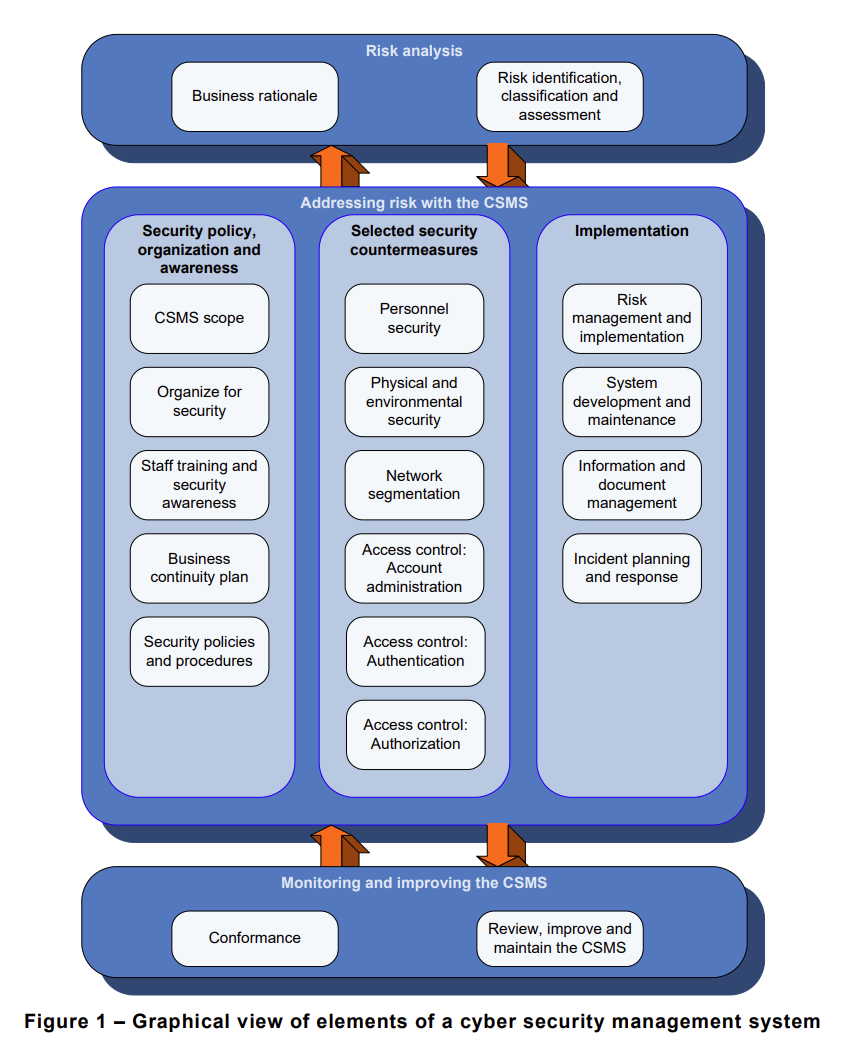 Risk analysis
Business rationale
Risk identification,
classification and
assessment
Addressing risk with the CSMS
Security policy,
organization and
awareness
CSMS scope
Organize for
security
Staff training and
security
awareness
Business
continuity plan
Security policies
and procedures
Selected security
countermeasures
Personnel
security
Physical and
environmental
security
Network
segmentation
Access control:
Account
administration
Access control:
Authentication
Access control:
Authorization
Implementation
Risk
management and
implementation
System
development and
maintenance
Information and
document
management
Incident planning
and response
Monitoring and improving the CSMS
Conformance
Review, improve and
maintain the CSMS
Figure 1 – Graphical view of elements of a cyber security management system